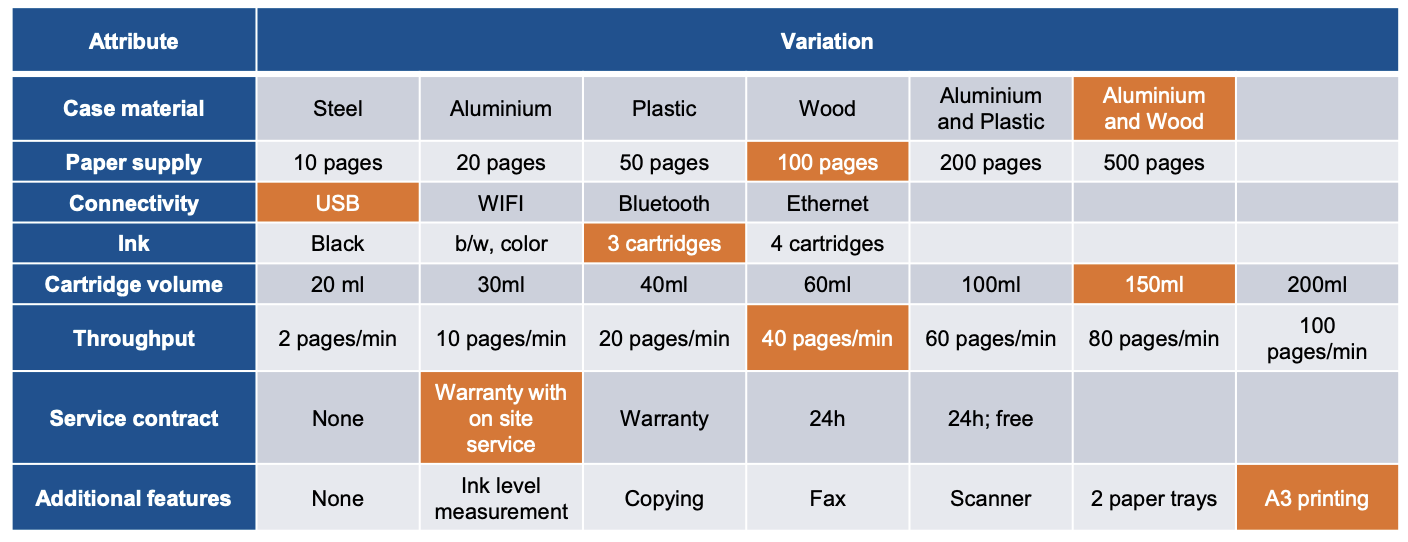 Attribute Variation
Case material Steel Aluminium Plastic Wood Aluminium and Plastic Aluminium and Wood
Paper supply 10 pages 20 pages 50 pages 100 pages 200 pages 500 pages
Connectivity USB WIFI Bluetooth Ethernet
Ink Black b/w, color 3 cartridges 4 cartridges
Cartridge volume 20 ml 30ml 40ml 60ml 100ml 150ml 200ml
Throughput 2 pages/min 10 pages/min 20 pages/min 40 pages/min 60 pages/min 80 pages/min 100 pages/min
Service contract None Warranty with on site service Warranty 24h 24h; free
Additional features None Ink level measurement Copying Fax Scanner 2 paper trays A3 printing